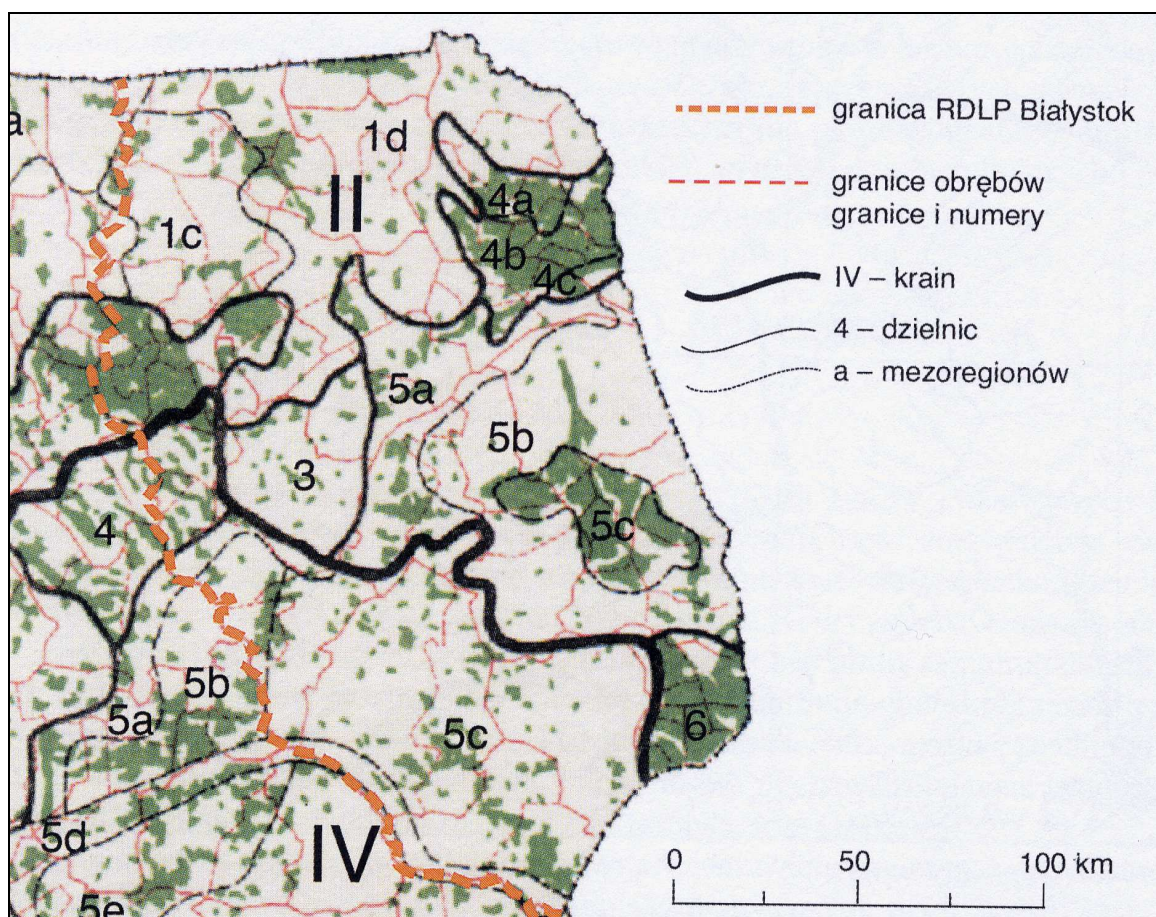 granica RDLP Białystok
granice obrębów
granice i numery
IV – krain
4 – dzielnic
a – mezoregionów
a
1d
II
1c
4a
4b
4c
5a
5b
3
5c
4
5b
5a
5c
6
5d
IV
5e
0 50 100 km